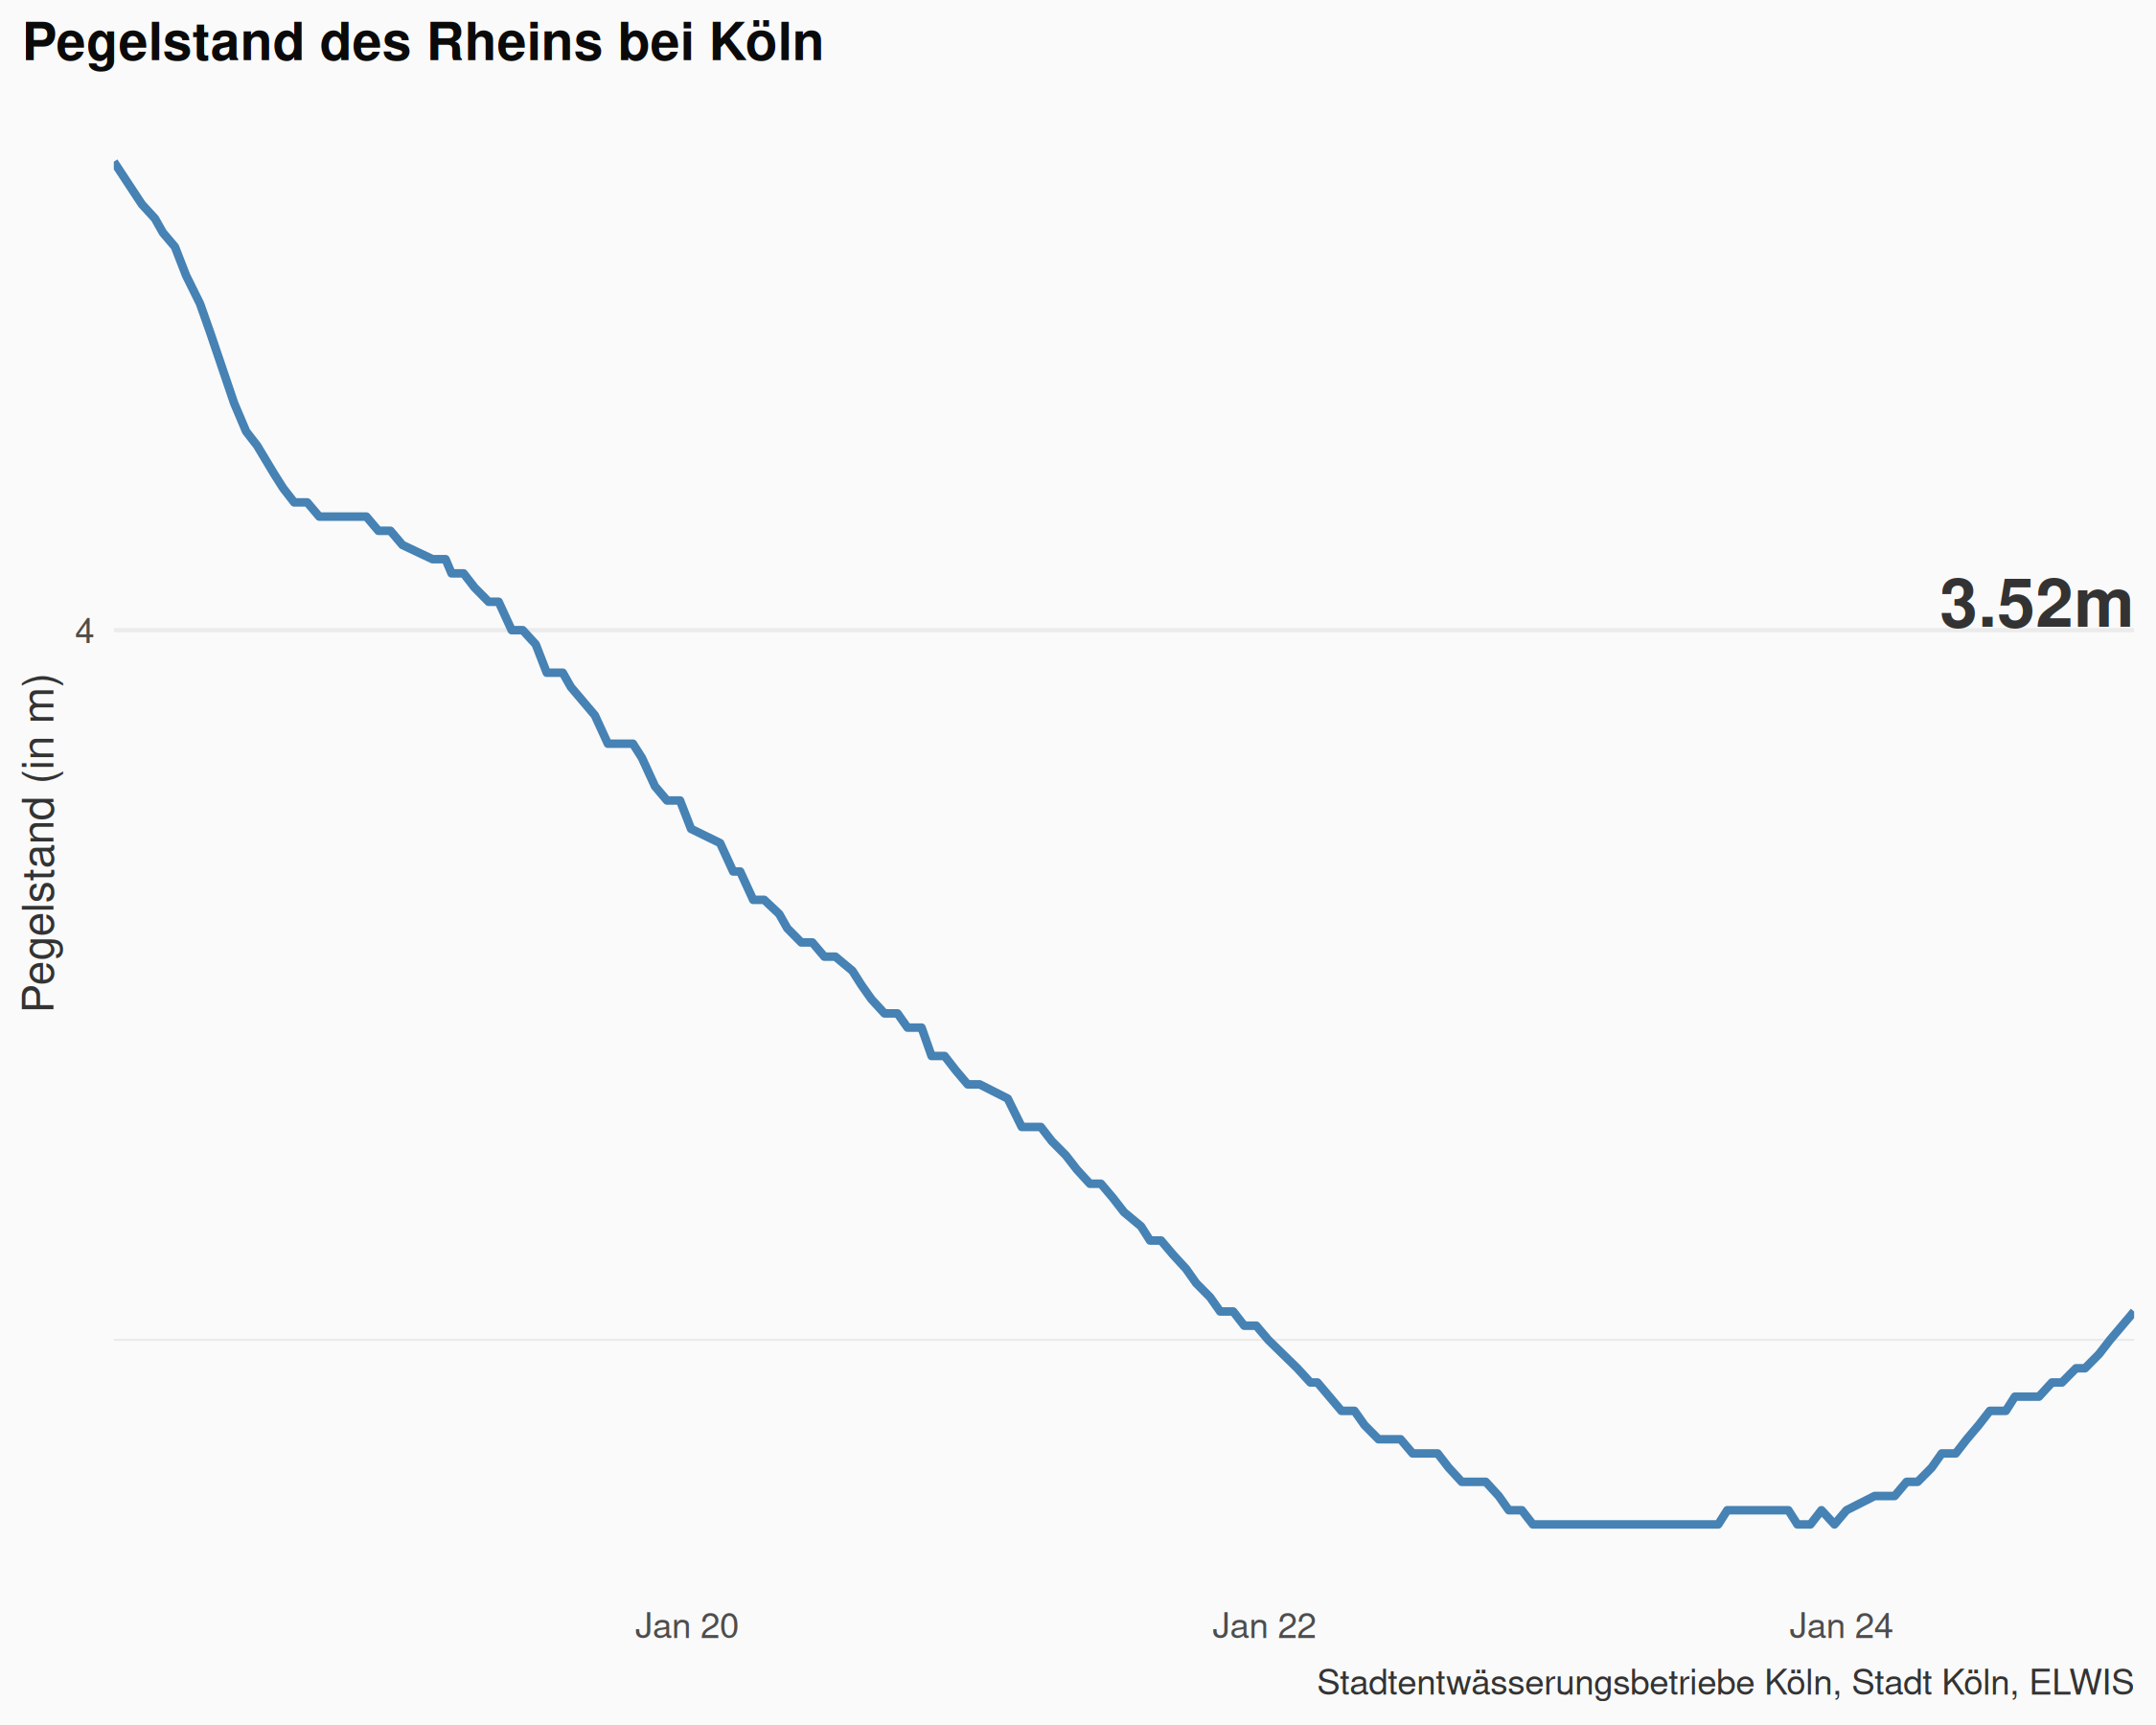 Pegelstand des Rheins bei Köln
3.52m
4
Pegelstand (in m)
Jan 20
Jan 22
Jan 24
Stadtentwässerungsbetriebe Köln, Stadt Köln, ELWIS